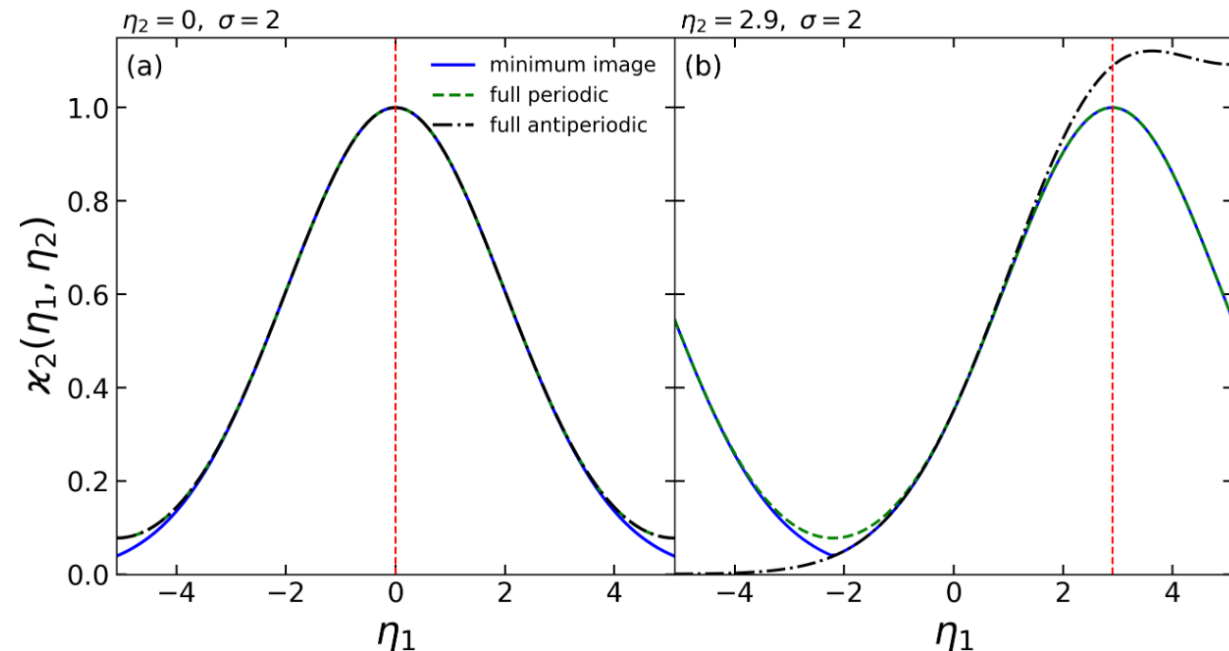 η₂ = 0, σ = 2
η₂ = 2.9, σ = 2
(a)
minimum image
full periodic
full antiperiodic
(b)
ϰ₂(η₁, η₂)
1.0
0.8
0.6
0.4
0.2
0.0
−4 −2 0 2 4
−4 −2 0 2 4
η₁
η₁